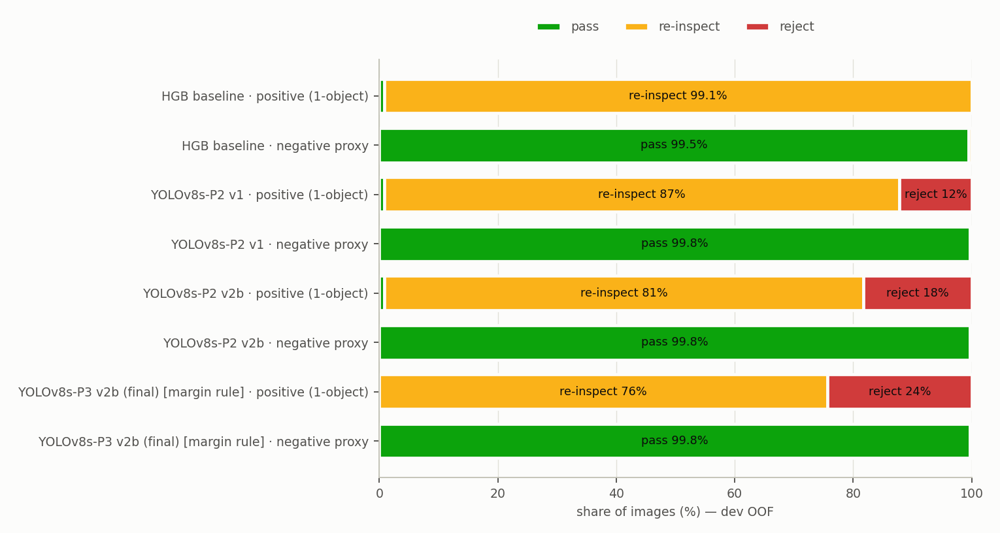 pass re-inspect reject
HGB baseline · positive (1-object) re-inspect 99.1%
HGB baseline · negative proxy pass 99.5%
YOLOv8s-P2 v1 · positive (1-object) re-inspect 87% reject 12%
YOLOv8s-P2 v1 · negative proxy pass 99.8%
YOLOv8s-P2 v2b · positive (1-object) re-inspect 81% reject 18%
YOLOv8s-P2 v2b · negative proxy pass 99.8%
YOLOv8s-P3 v2b (final) [margin rule] · positive (1-object) re-inspect 76% reject 24%
YOLOv8s-P3 v2b (final) [margin rule] · negative proxy pass 99.8%
0 20 40 60 80 100
share of images (%) — dev OOF